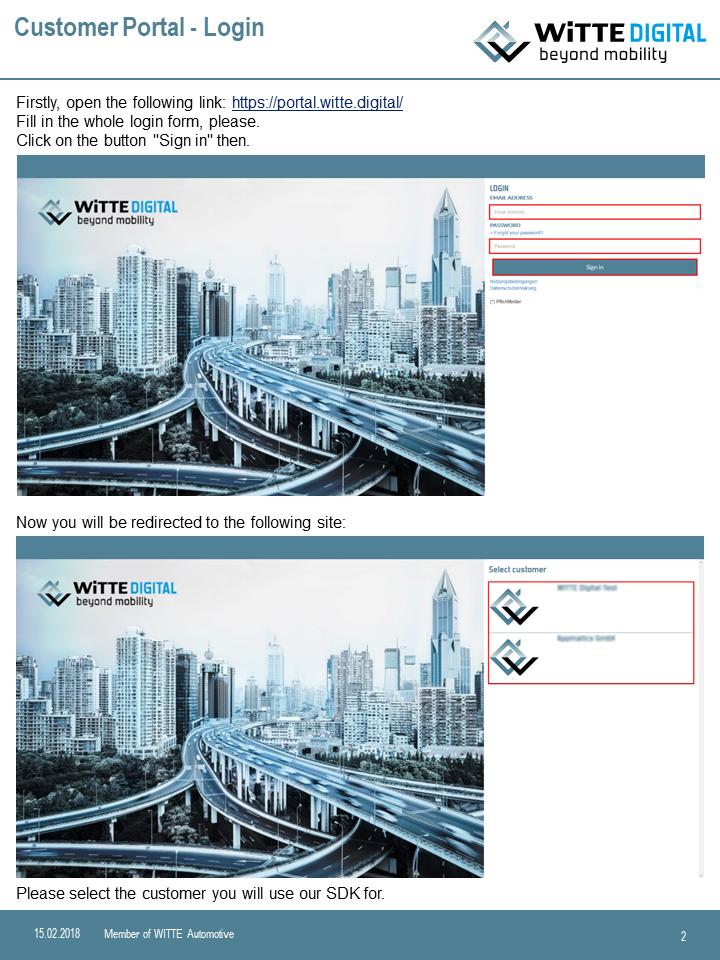 Customer Portal - Login
WiTTE DIGITAL
beyond mobility
Firstly, open the following link: https://portal.witte.digital/
Fill in the whole login form, please.
Click on the button "Sign in" then.
WiTTE DIGITAL
beyond mobility
LOGIN
EMAIL ADDRESS
Email Address
PASSWORD
> Forgot your password?
Password
Sign in
Nutzungsbedingungen
Datenschutzerklärung
(*) Pflichtfelder
Now you will be redirected to the following site:
WiTTE DIGITAL
beyond mobility
Select customer
WITTE Digital Test
Please select the customer you will use our SDK for.
15.02.2018
Member of WITTE Automotive
2